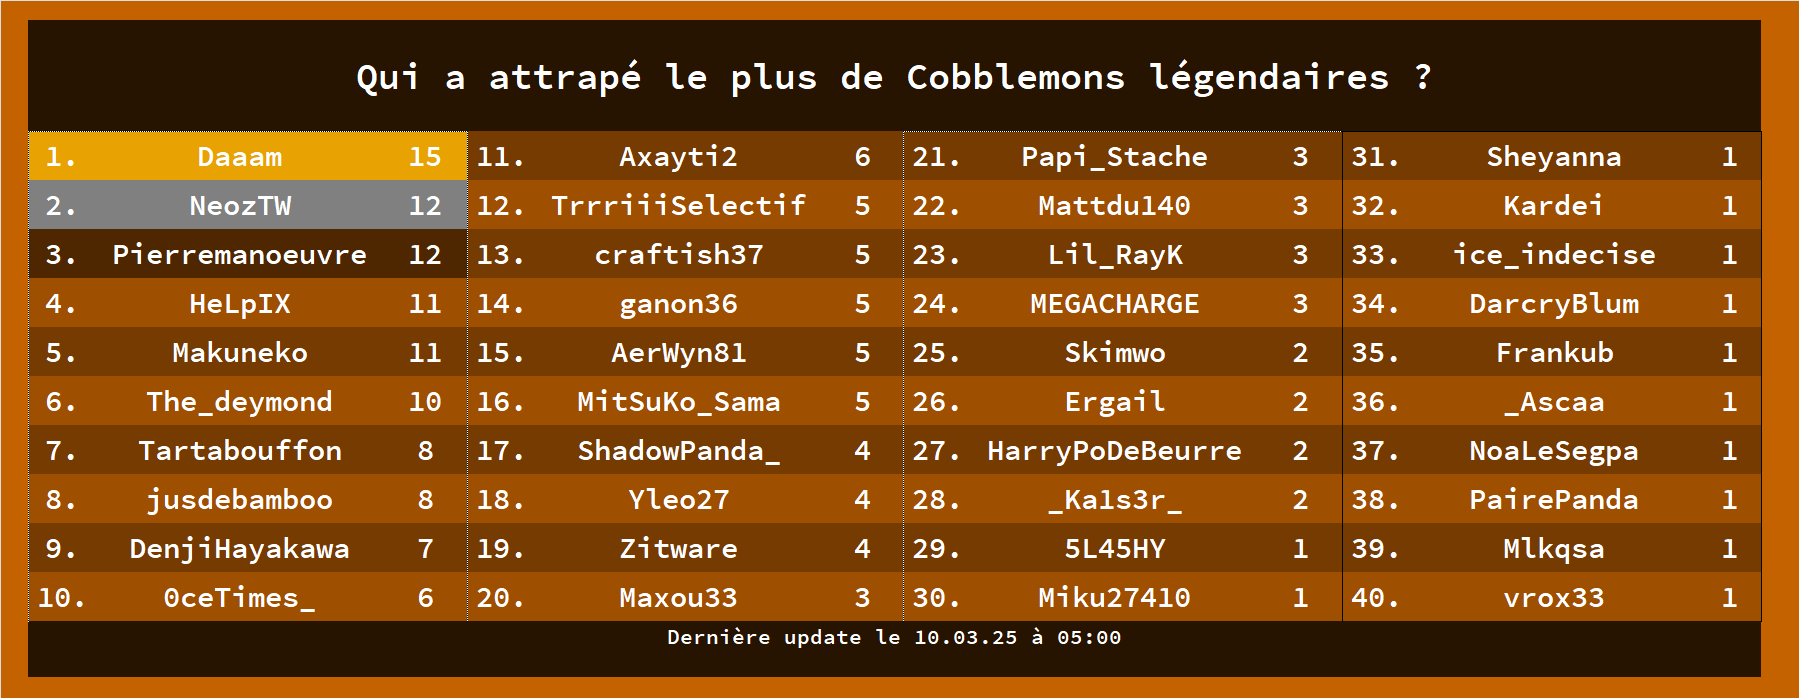 Qui a attrapé le plus de Cobblemons légendaires ?
1. Daaam 15
2. NeozTW 12
3. Pierremanoeuvre 12
4. HeLpIX 11
5. Makuneko 11
6. The_deymond 10
7. Tartabouffon 8
8. jusdebamboo 8
9. DenjiHayakawa 7
10. 0ceTimes_ 6
11. Axayti2 6
12. TrrriiiSelectif 5
13. craftish37 5
14. ganon36 5
15. AerWyn81 5
16. MitSuKo_Sama 5
17. ShadowPanda_ 4
18. Yleo27 4
19. Zitware 4
20. Maxou33 3
21. Papi_Stache 3
22. Mattdu140 3
23. Lil_RayK 3
24. MEGACHARGE 3
25. Skimwo 2
26. Ergail 2
27. HarryPoDeBeurre 2
28. _Ka1s3r_ 2
29. 5L45HY 1
30. Miku27410 1
31. Sheyanna 1
32. Kardei 1
33. ice_indecise 1
34. DarcryBlum 1
35. Frankub 1
36. _Ascaa 1
37. NoaLeSegpa 1
38. PairePanda 1
39. Mlkqsa 1
40. vrox33 1
Dernière update le 10.03.25 à 05:00